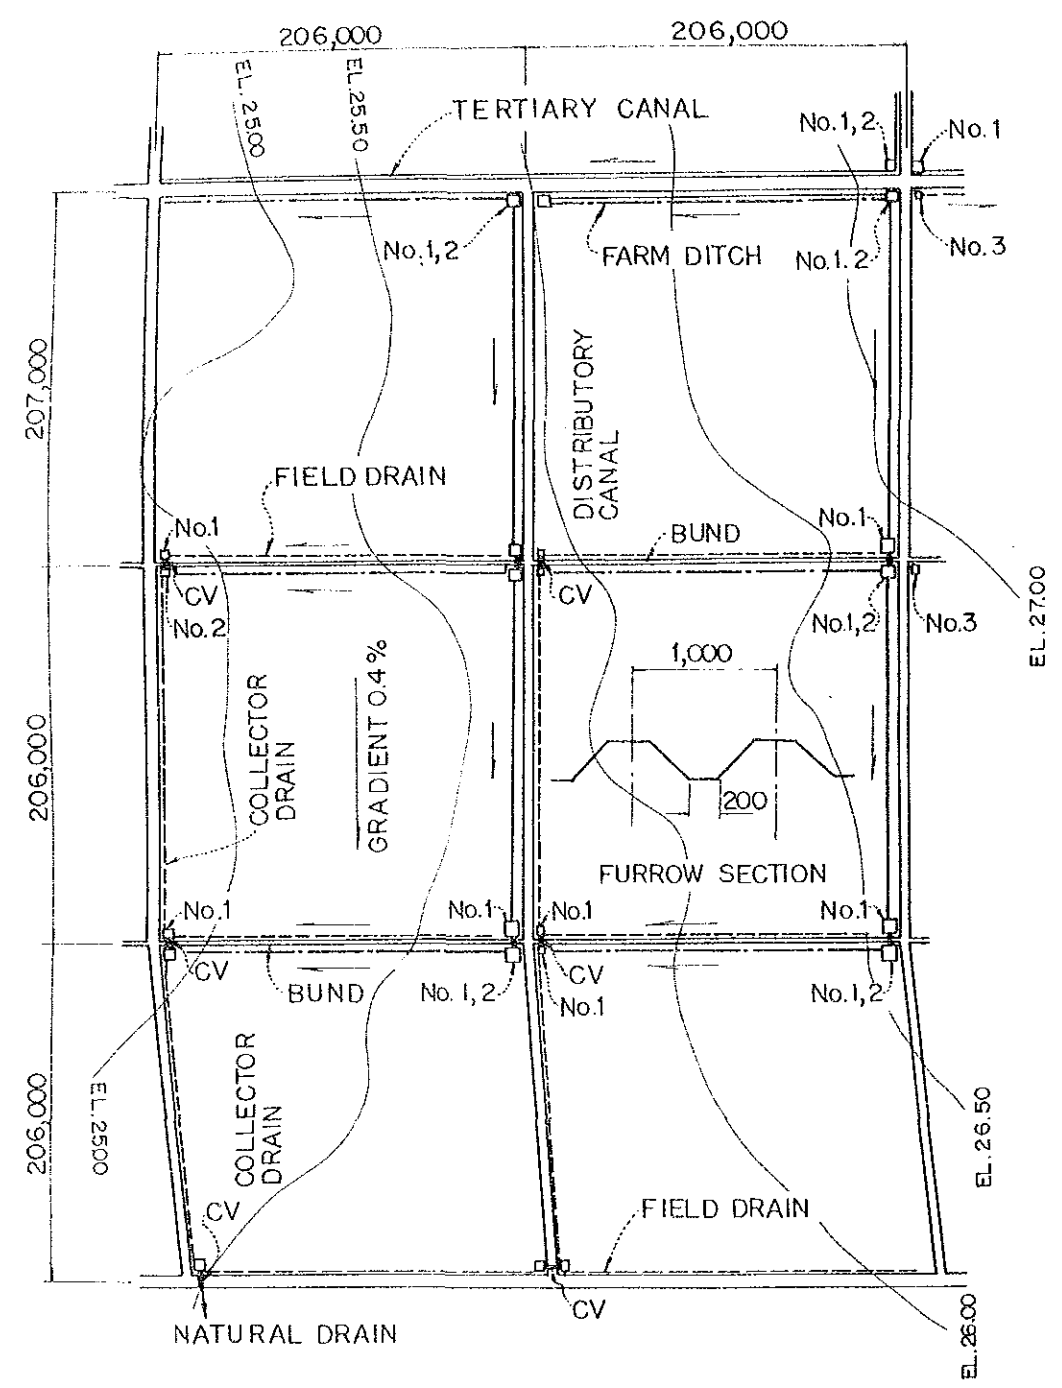 206,000
206,000
EL. 25.00
EL.25.50
TERTIARY CANAL
No.1,2
No.1
No.1,2
FARM DITCH
No.1.2
No.3
207,000
DISTRIBUTORY
CANAL
FIELD DRAIN
No.1
No.1
BUND
CV
No.2
CV
No.1,2
No.3
EL.27.00
1,000
206,000
COLLECTOR
DRAIN
GRADIENT 0.4%
200
FURROW SECTION
No.1
No.1
No.1
No.1
CV
BUND
No. 1,2
CV
No.1
No.1,2
206,000
EL.25.00
COLLECTOR
DRAIN
EL.26.50
CV
FIELD DRAIN
CV
NATURAL DRAIN
EL.26.00